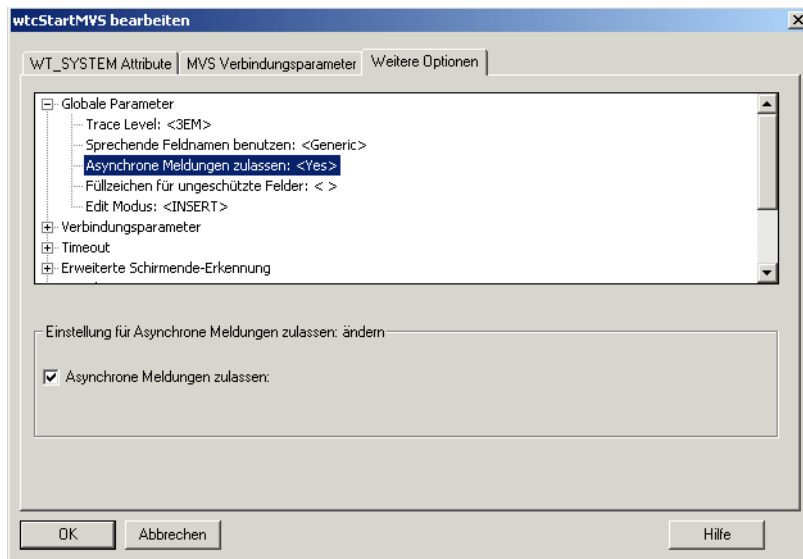 wtcStartMVS bearbeiten
WT_SYSTEM Attribute
MVS Verbindungsparameter
Weitere Optionen
Globale Parameter
Trace Level: <3EM>
Sprechende Feldnamen benutzen: <Generic>
Asynchrone Meldungen zulassen: <Yes>
Füllzeichen für ungeschützte Felder: < >
Edit Modus: <INSERT>
Verbindungsparameter
Timeout
Erweiterte Schirmende-Erkennung
Einstellung für Asynchrone Meldungen zulassen: ändern
Asynchrone Meldungen zulassen:
OK
Abbrechen
Hilfe